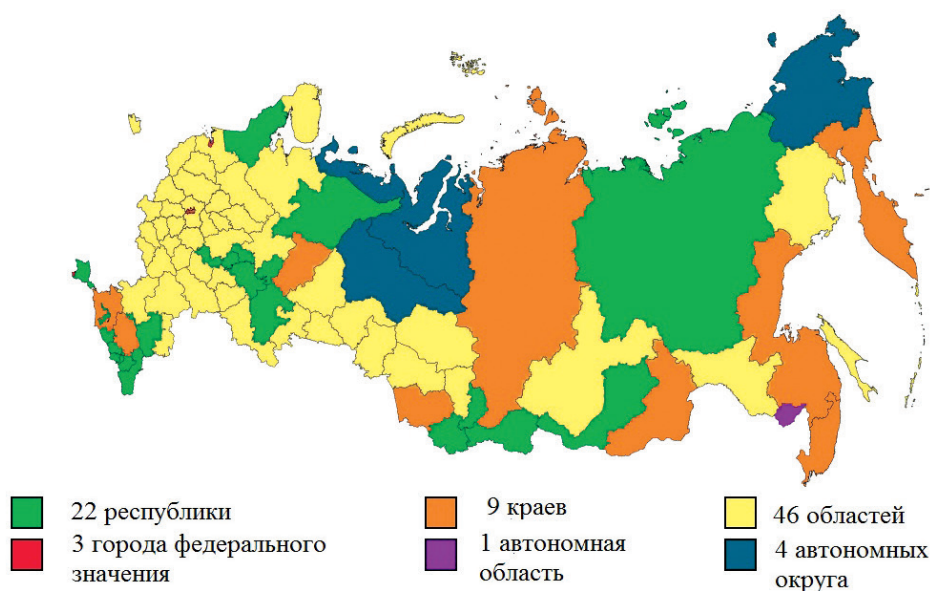 22 республики
3 города федерального
значения
9 краев
1 автономная
область
46 областей
4 автономных
округа